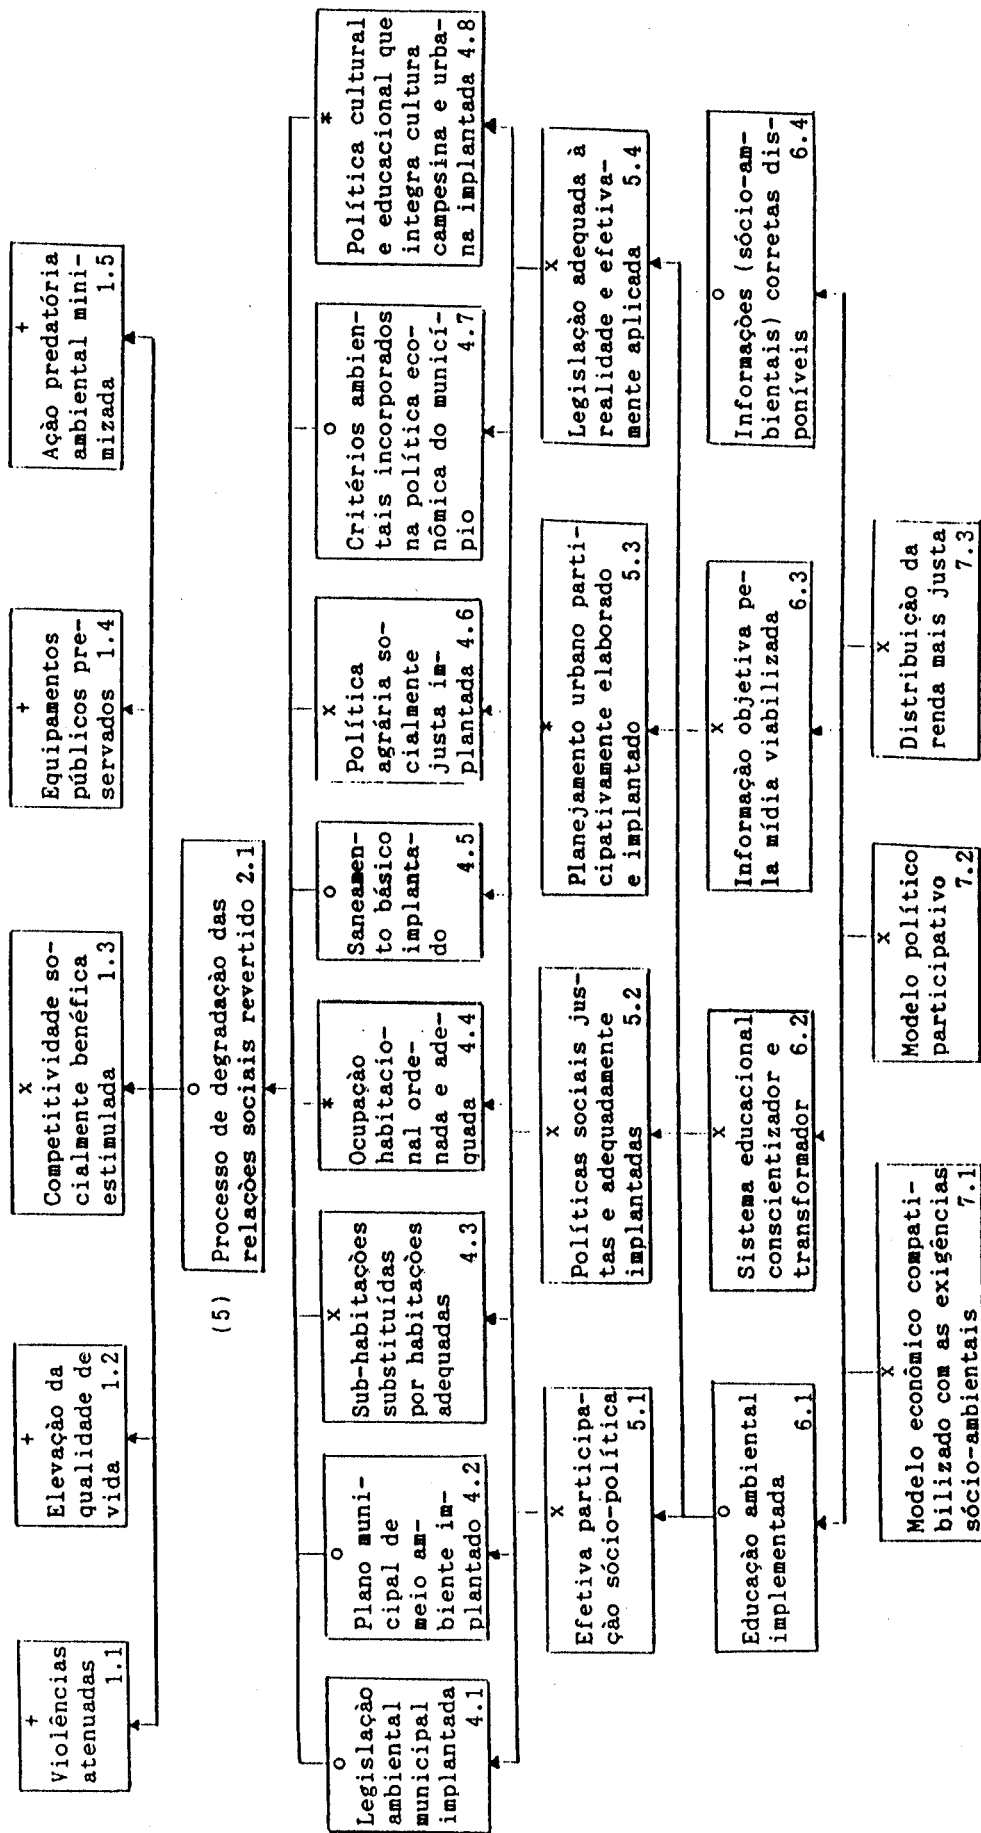 +
Violências
atenuadas 1.1
+
Elevação da
qualidade de
vida 1.2
x
Competitividade so-
cialmente benéfica
estimulada 1.3
+
Equipamentos
públicos pre-
servados 1.4
+
Ação predatória
ambiental mini-
mizada 1.5
(5)
o
Processo de degradação das
relações sociais revertido 2.1
o
Legislação
ambiental
municipal
implantada
4.1
o
Plano muni-
cipal de
meio am-
biente im-
plantado 4.2
x
Sub-habitações
substituídas
por habitações
adequadas 4.3
*
Ocupação
habitacio-
nal orde-
nada e ade-
quada 4.4
o
Saneamen-
to básico
implanta-
do 4.5
x
Política
agrária so-
cialmente
justa im-
plantada 4.6
o
Critérios ambien-
tais incorporados
na política eco-
nômica do municí-
pio 4.7
*
Política cultural
e educacional que
integra cultura
campesina e urba-
na implantada 4.8
x
Efetiva participa-
ção sócio-política
5.1
x
Políticas sociais jus-
tas e adequadamente
implantadas 5.2
*
Planejamento urbano parti-
cipativamente elaborado
e implantado 5.3
x
Legislação adequada à
realidade e efetiva-
mente aplicada 5.4
o
Educação ambiental
implementada 6.1
x
Sistema educacional
conscientizador e
transformador 6.2
x
Informação objetiva pe-
la mídia viabilizada
6.3
o
Informações (sócio-am-
bientais) corretas dis-
poníveis 6.4
x
Modelo econômico compati-
bilizado com as exigências
sócio-ambientais 7.1
x
Modelo político
participativo
7.2
x
Distribuição da
renda mais justa
7.3